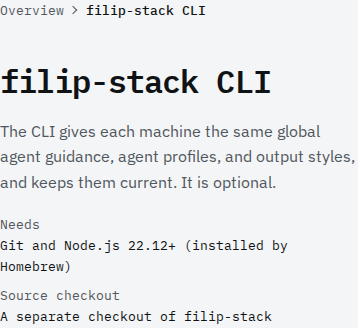 Overview > filip-stack CLI
filip-stack CLI
The CLI gives each machine the same global
agent guidance, agent profiles, and output styles,
and keeps them current. It is optional.
Needs
Git and Node.js 22.12+ (installed by
Homebrew)
Source checkout
A separate checkout of filip-stack